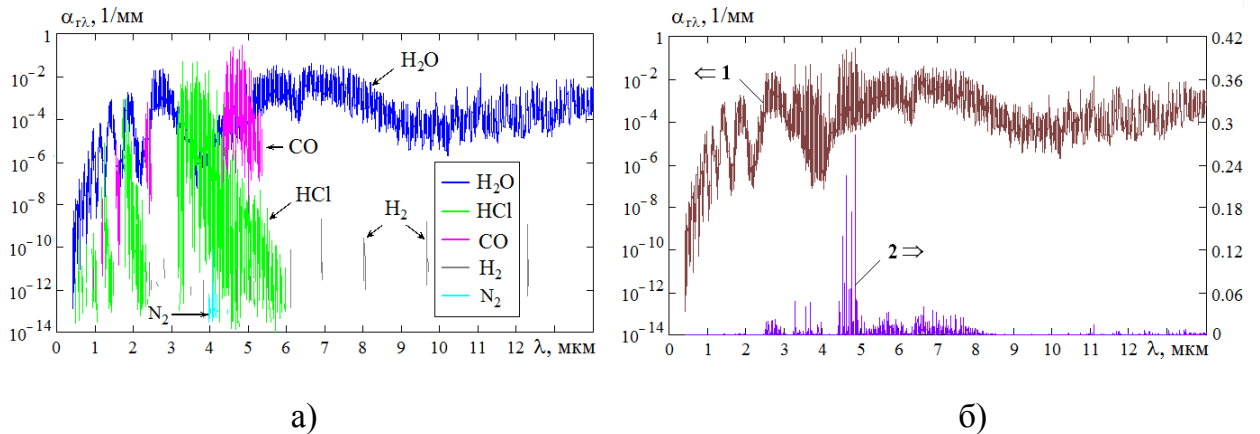 α_гλ, 1/мм
1
10⁻²
10⁻⁴
10⁻⁶
10⁻⁸
10⁻¹⁰
10⁻¹²
10⁻¹⁴
H₂O
CO
HCl
H₂
N₂
H₂O
HCl
CO
H₂
N₂
0 1 2 3 4 5 6 7 8 9 10 11 12 λ, мкм
а)
α_гλ, 1/мм
1
10⁻²
10⁻⁴
10⁻⁶
10⁻⁸
10⁻¹⁰
10⁻¹²
10⁻¹⁴
⇐ 1
2 ⇒
0.42
0.36
0.3
0.24
0.18
0.12
0.06
0
0 1 2 3 4 5 6 7 8 9 10 11 12 λ, мкм
б)